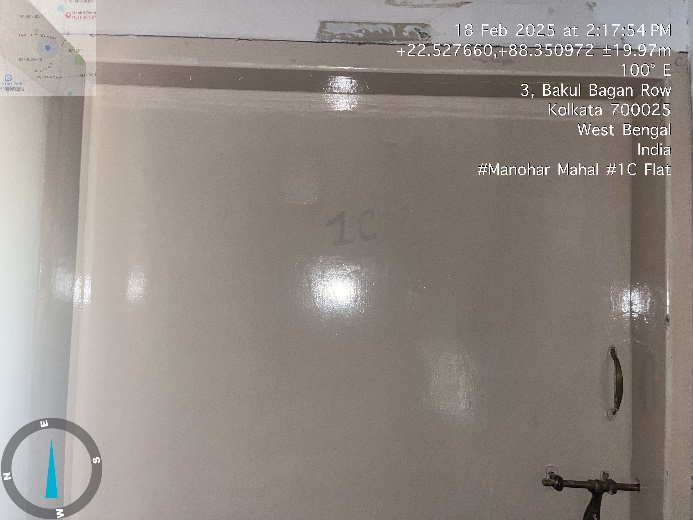 18 Feb 2025 at 2:17:54 PM
+22.527660,+88.350972 ±19.97m
100° E
3, Bakul Bagan Row
Kolkata 700025
West Bengal
India
#Manohar Mahal #1C Flat
1C
E
N
S
W